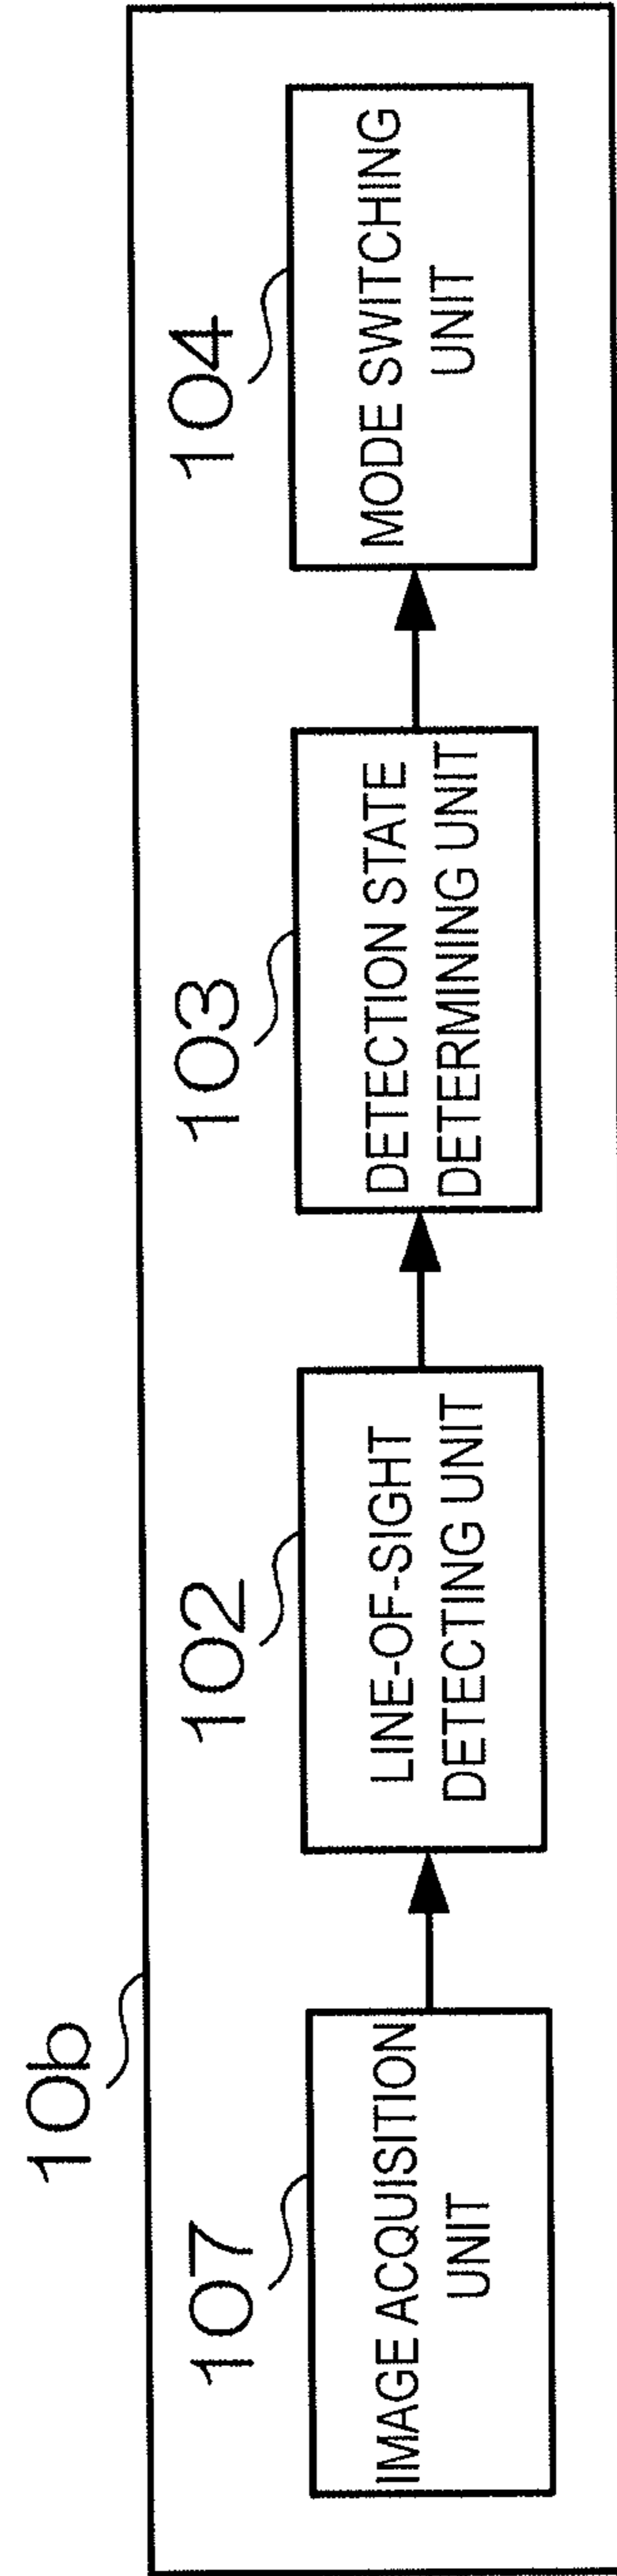 10b
107
IMAGE ACQUISITION
UNIT
102
LINE-OF-SIGHT
DETECTING UNIT
103
DETECTION STATE
DETERMINING UNIT
104
MODE SWITCHING
UNIT